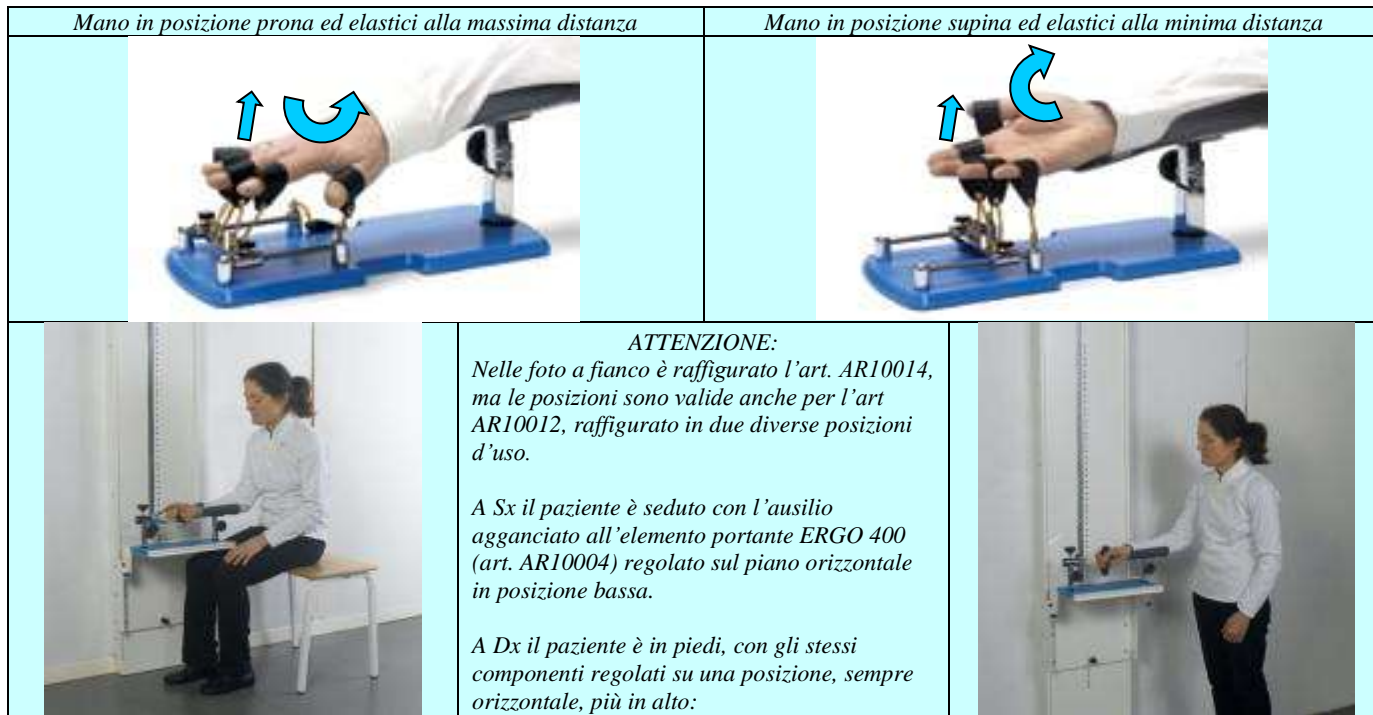 Mano in posizione prona ed elastici alla massima distanza
Mano in posizione supina ed elastici alla minima distanza
ATTENZIONE:
Nelle foto a fianco è raffigurato l'art. AR10014,
ma le posizioni sono valide anche per l'art
AR10012, raffigurato in due diverse posizioni
d'uso.
A Sx il paziente è seduto con l'ausilio
agganciato all'elemento portante ERGO 400
(art. AR10004) regolato sul piano orizzontale
in posizione bassa.
A Dx il paziente è in piedi, con gli stessi
componenti regolati su una posizione, sempre
orizzontale, più in alto: